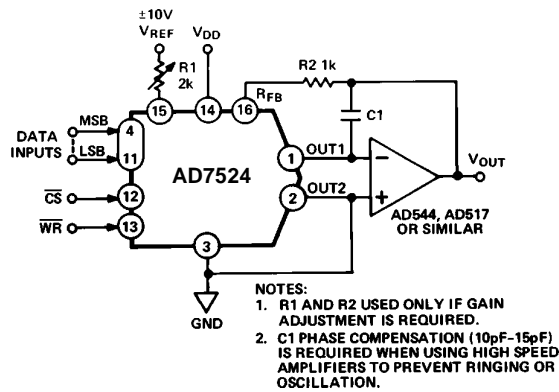 ±10V
VREF
VDD
R1
2k
R2 1k
RFB
C1
15
14
16
MSB
DATA
INPUTS
LSB
4
11
AD7524
1
OUT1
2
OUT2
–
+
VOUT
AD544, AD517
OR SIMILAR
CS
12
WR
13
3
GND
NOTES:
1. R1 AND R2 USED ONLY IF GAIN
ADJUSTMENT IS REQUIRED.
2. C1 PHASE COMPENSATION (10pF–15pF)
IS REQUIRED WHEN USING HIGH SPEED
AMPLIFIERS TO PREVENT RINGING OR
OSCILLATION.